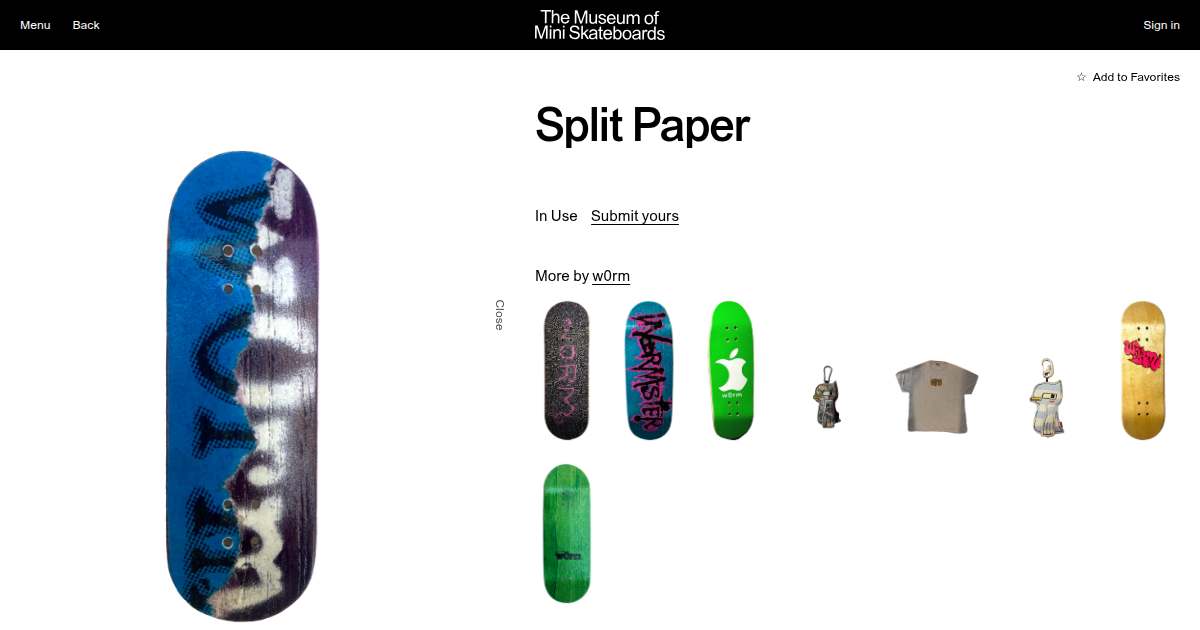 Menu
Back
The Museum of
Mini Skateboards
Sign in
☆ Add to Favorites
Split Paper
In Use
Submit yours
More by w0rm
Close
w0rm
WORMSTER
w0rm
w0rm